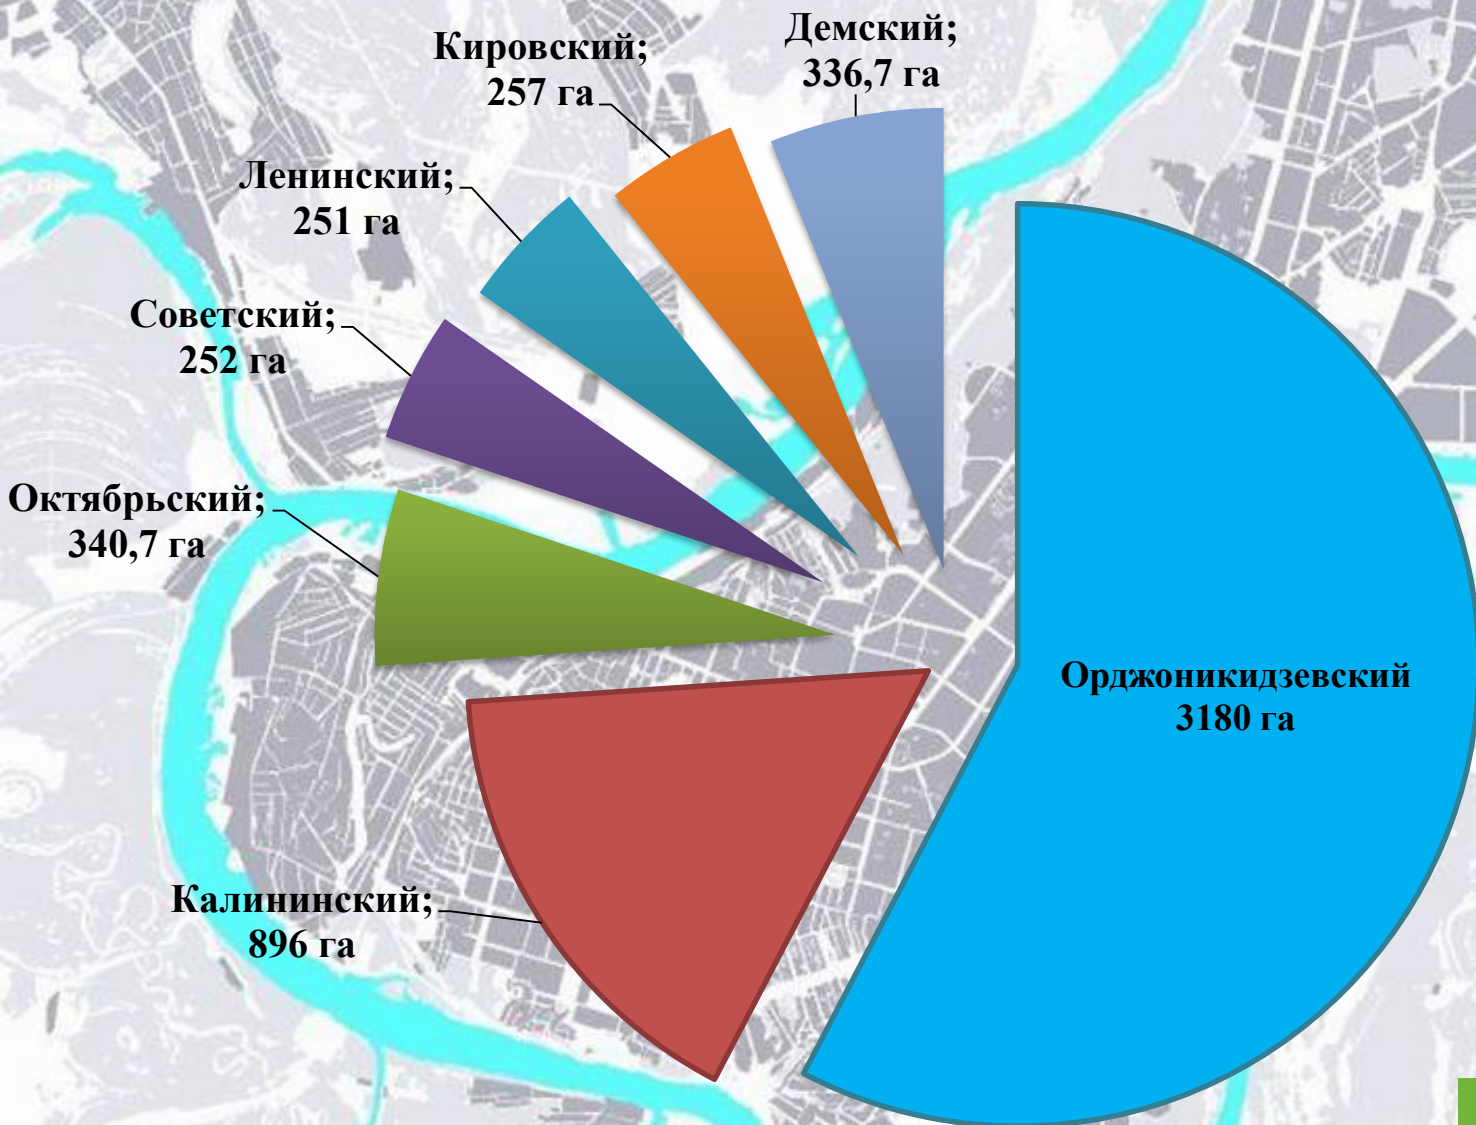 Демский;
336,7 га
Кировский;
257 га
Ленинский;
251 га
Советский;
252 га
Октябрьский;
340,7 га
Орджоникидзевский
3180 га
Калининский;
896 га